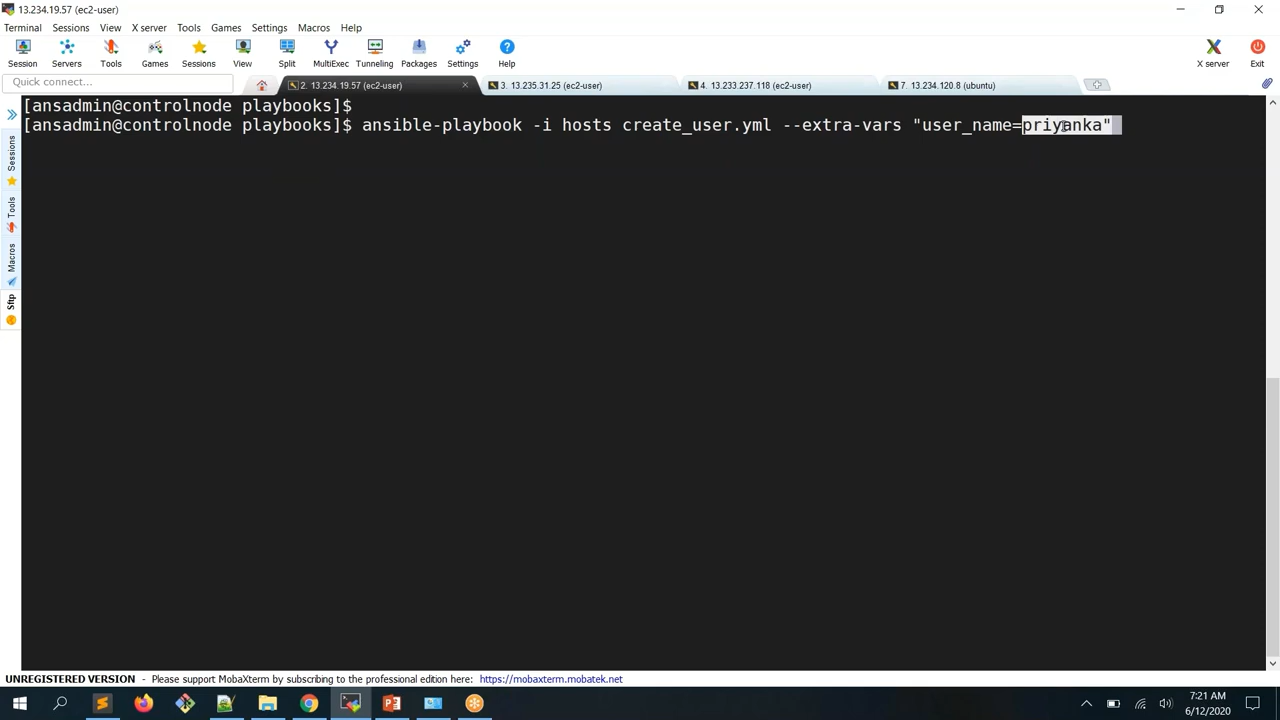 13.234.19.57 (ec2-user)
Terminal Sessions View X server Tools Games Settings Macros Help
Session Servers Tools Games Sessions View Split MultiExec Tunneling Packages Settings Help X server Exit
Quick connect...
2. 13.234.19.57 (ec2-user)
3. 13.235.31.25 (ec2-user)
4. 13.233.237.118 (ec2-user)
7. 13.234.120.8 (ubuntu)
[ansadmin@controlnode playbooks]$
[ansadmin@controlnode playbooks]$ ansible-playbook -i hosts create_user.yml --extra-vars "user_name=priyanka"
Sessions
Tools
Macros
Sftp
UNREGISTERED VERSION - Please support MobaXterm by subscribing to the professional edition here: https://mobaxterm.mobatek.net
7:21 AM
6/12/2020